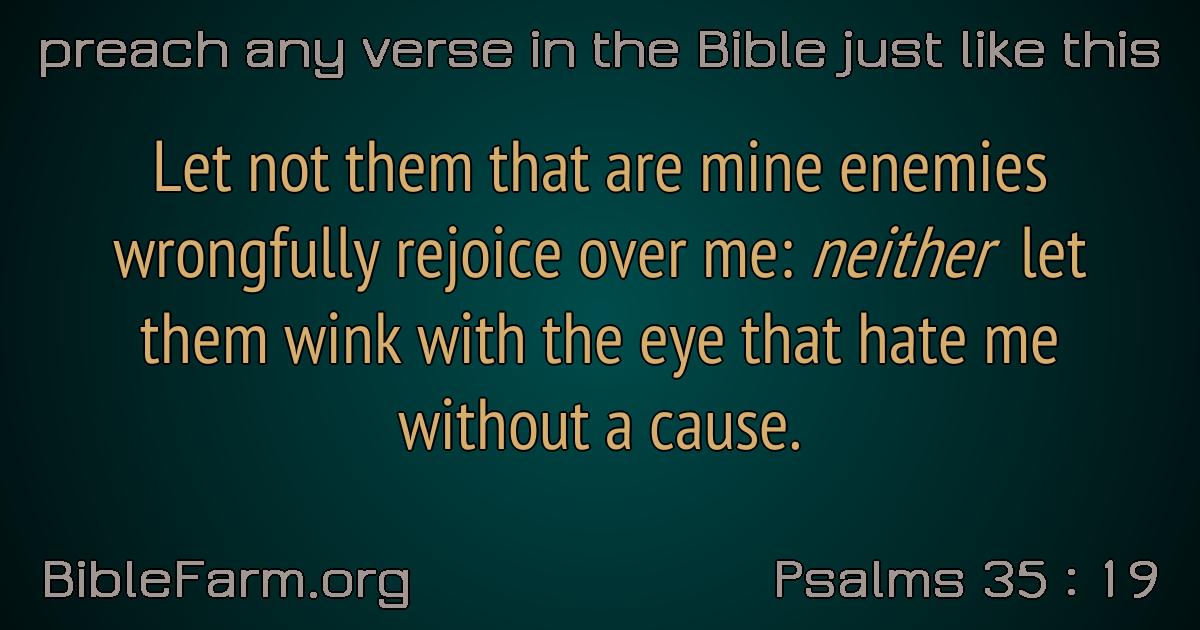 preach any verse in the Bible just like this
Let not them that are mine enemies
wrongfully rejoice over me: neither let
them wink with the eye that hate me
without a cause.
BibleFarm.org
Psalms 35 : 19